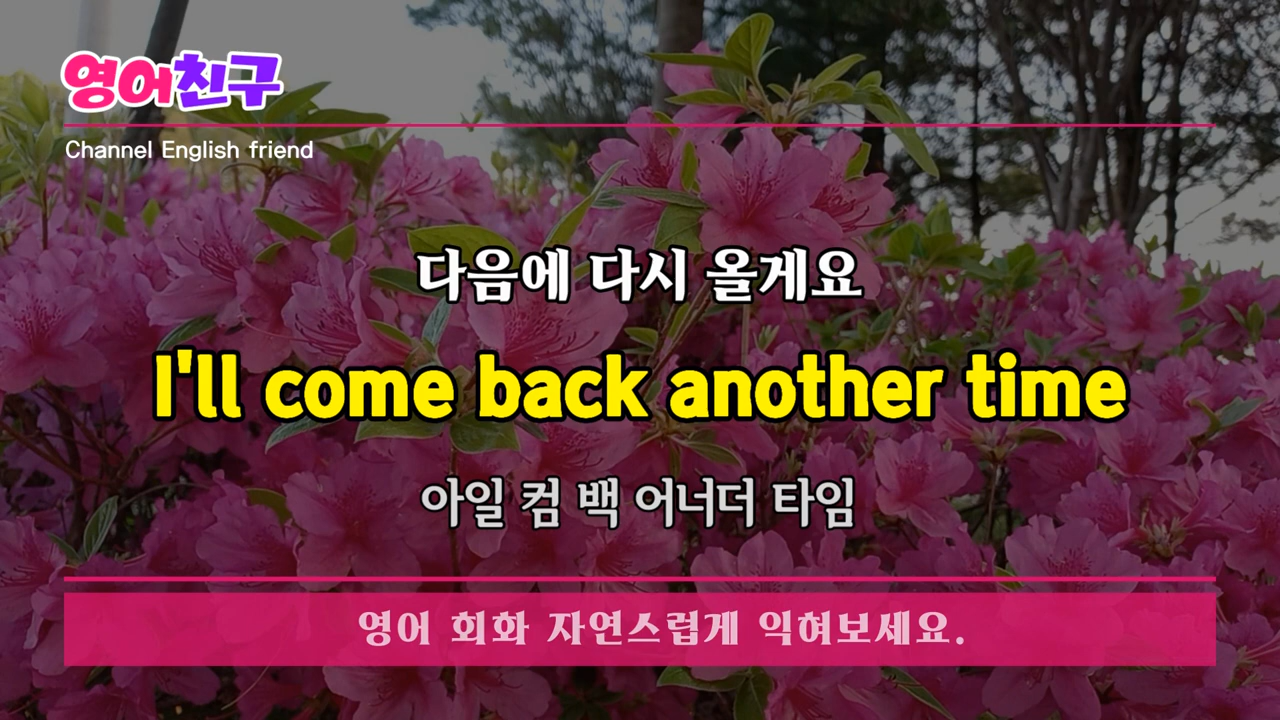 영어친구
Channel English friend
다음에 다시 올게요
I'll come back another time
아일 컴 백 어너더 타임
영어 회화 자연스럽게 익혀보세요.